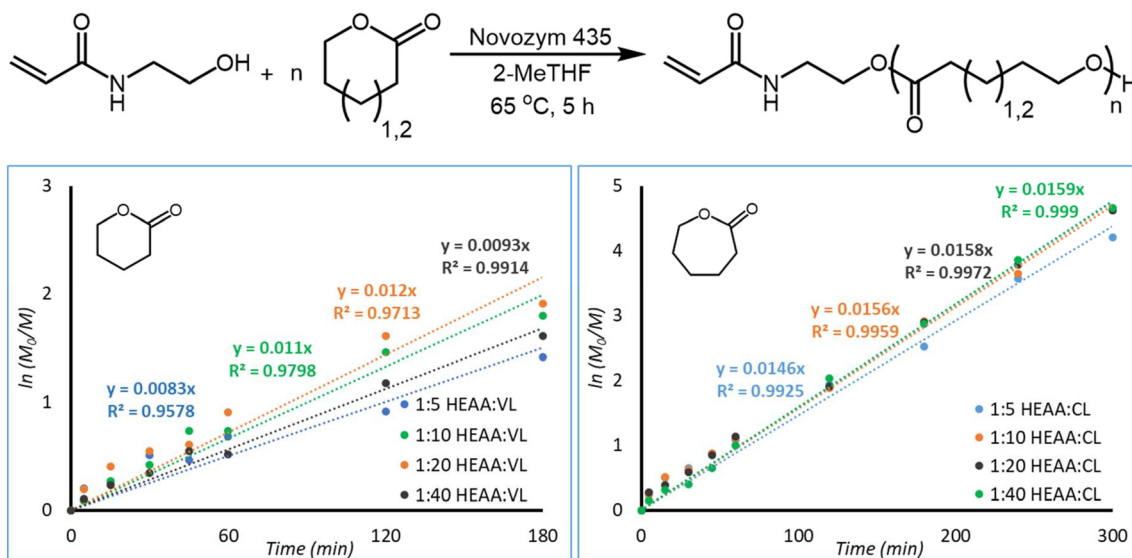 O
N
H
OH
+ n
O
O
1,2
Novozym 435
2-MeTHF
65 °C, 5 h
O
N
H
O
O
1,2
O
H
n
3
2
1
0
0
60
120
180
ln (M₀/M)
Time (min)
O
O
y = 0.0093x
R² = 0.9914
y = 0.012x
R² = 0.9713
y = 0.011x
R² = 0.9798
y = 0.0083x
R² = 0.9578
1:5 HEAA:VL
1:10 HEAA:VL
1:20 HEAA:VL
1:40 HEAA:VL
5
4
3
2
1
0
0
100
200
300
ln (M₀/M)
Time (min)
O
O
y = 0.0159x
R² = 0.999
y = 0.0158x
R² = 0.9972
y = 0.0156x
R² = 0.9959
y = 0.0146x
R² = 0.9925
1:5 HEAA:CL
1:10 HEAA:CL
1:20 HEAA:CL
1:40 HEAA:CL